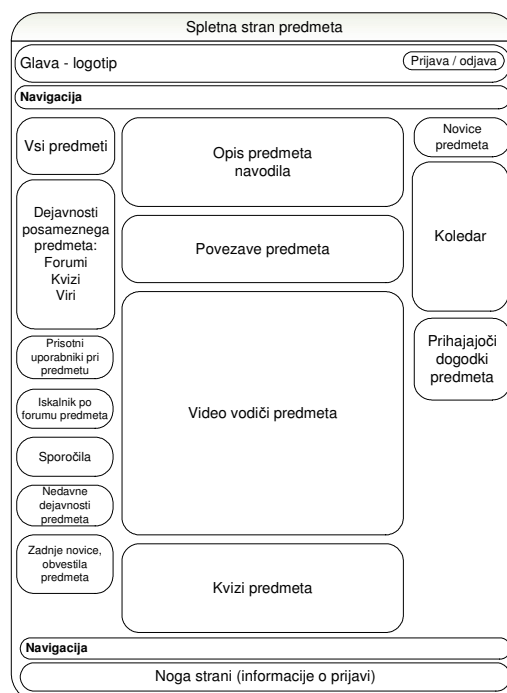 Spletna stran predmeta
Glava - logotip
Prijava / odjava
Navigacija
Vsi predmeti
Dejavnosti
posameznega
predmeta:
Forumi
Kvizi
Viri
Prisotni
uporabniki pri
predmetu
Iskalnik po
forumu predmeta
Sporočila
Nedavne
dejavnosti
predmeta
Zadnje novice,
obvestila
predmeta
Opis predmeta
navodila
Povezave predmeta
Video vodiči predmeta
Kvizi predmeta
Novice
predmeta
Koledar
Prihajajoči
dogodki
predmeta
Navigacija
Noga strani (informacije o prijavi)